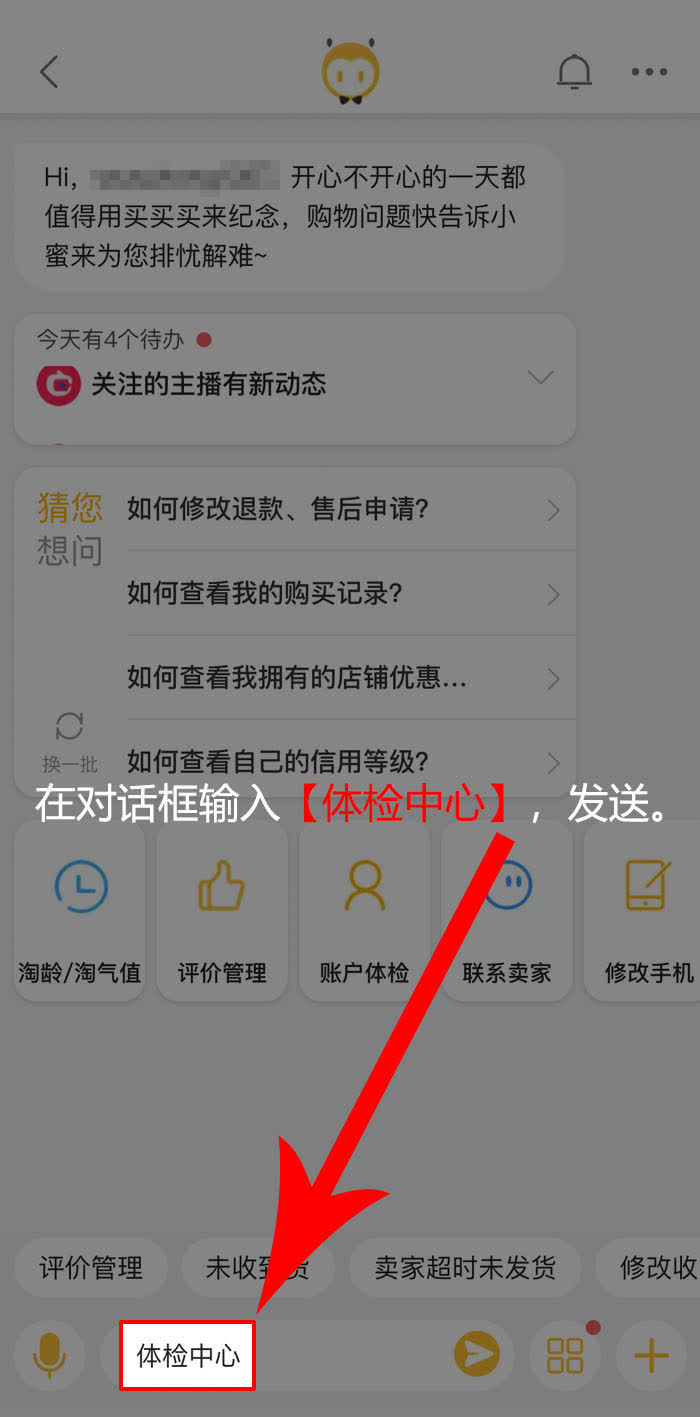 Hi, 开心不开心的一天都
值得用买买买来纪念，购物问题快告诉小
蜜来为您排忧解难~
今天有4个待办
关注的主播有新动态
猜您
想问
如何修改退款、售后申请?
如何查看我的购买记录?
如何查看我拥有的店铺优惠...
换一批
如何查看自己的信用等级?
在对话框输入【体检中心】，发送。
淘龄/淘气值
评价管理
账户体检
联系卖家
修改手机
评价管理
未收到货
卖家超时未发货
修改收
体检中心